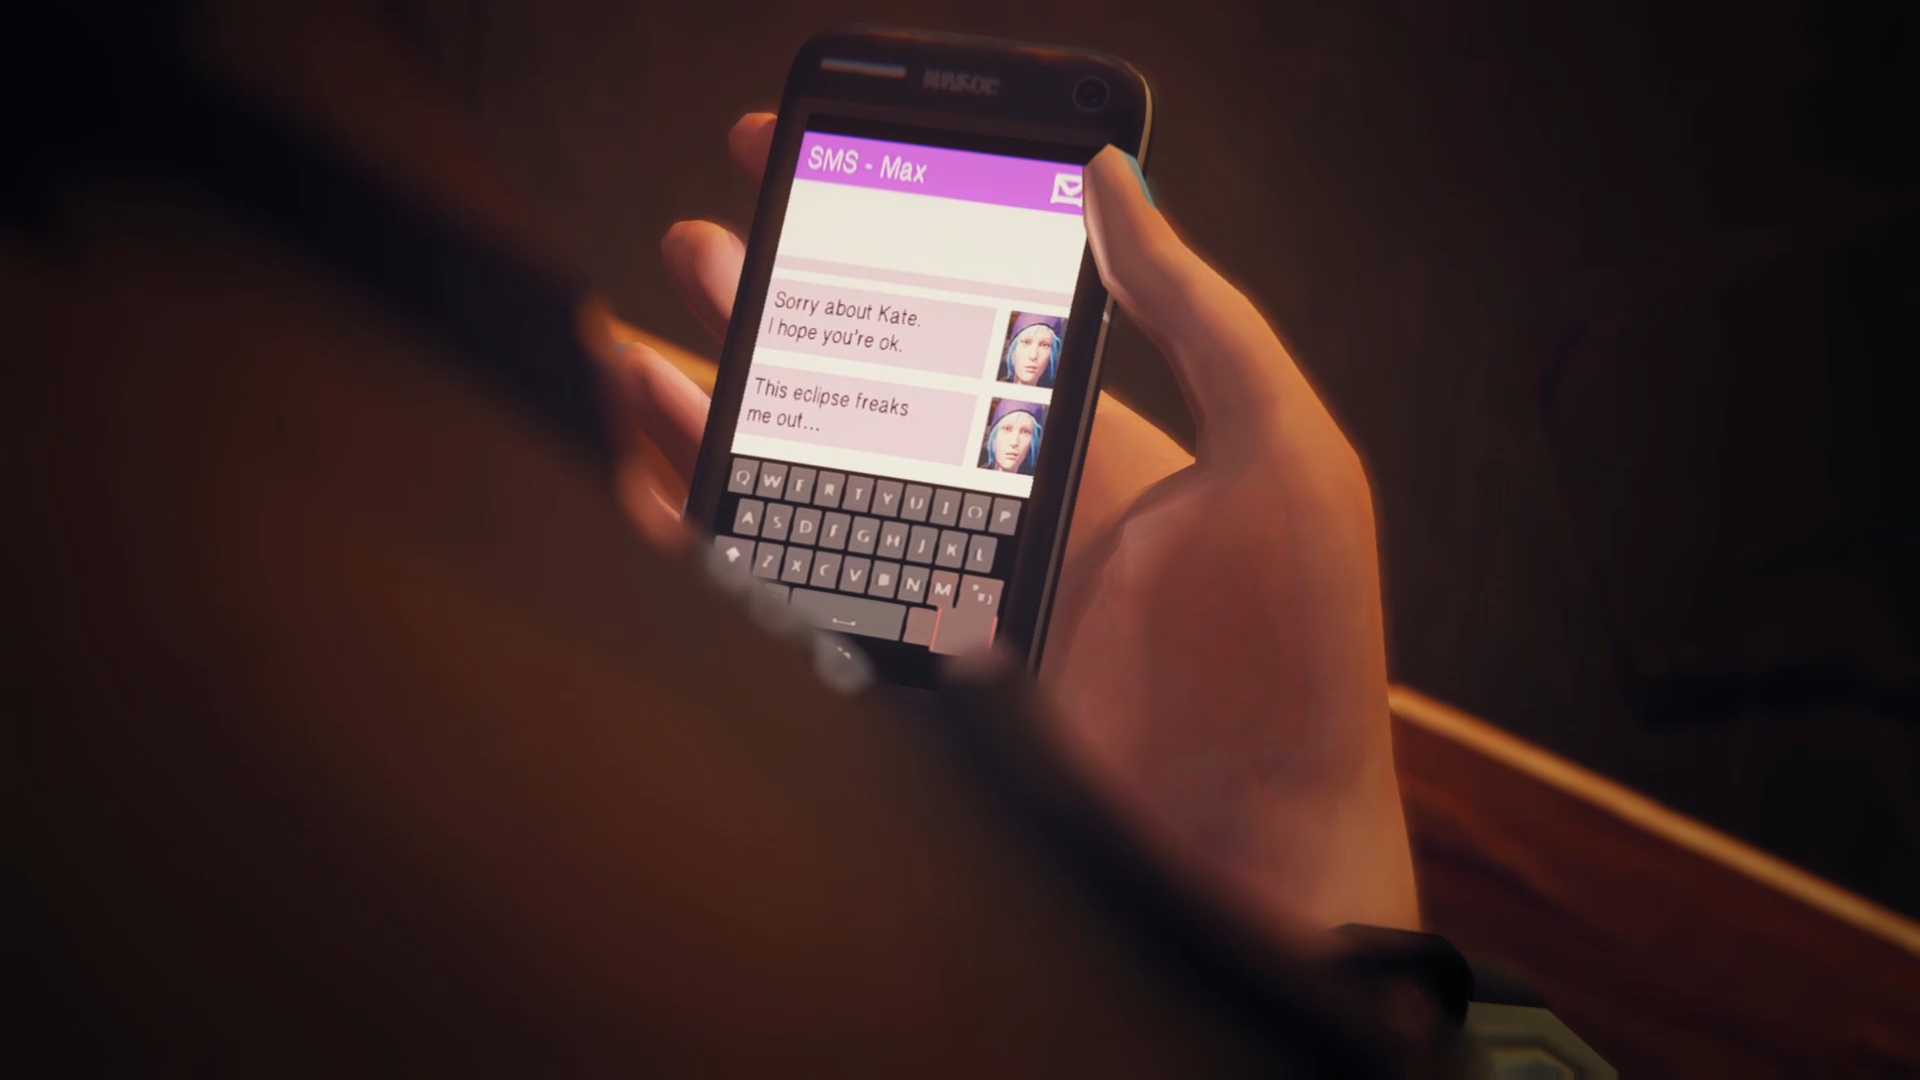 SMS - Max
Sorry about Kate.
I hope you're ok.
This eclipse freaks
me out...
Q W E R T Y U I O P
A S D F G H J K L
Z X C V B N M